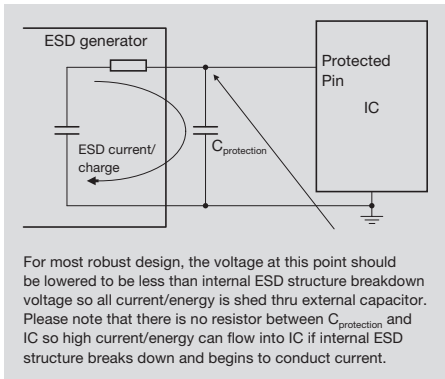 ESD generator
Protected
Pin
IC
ESD current/
charge
Cprotection
For most robust design, the voltage at this point should
be lowered to be less than internal ESD structure breakdown
voltage so all current/energy is shed thru external capacitor.
Please note that there is no resistor between Cprotection and
IC so high current/energy can flow into IC if internal ESD
structure breaks down and begins to conduct current.